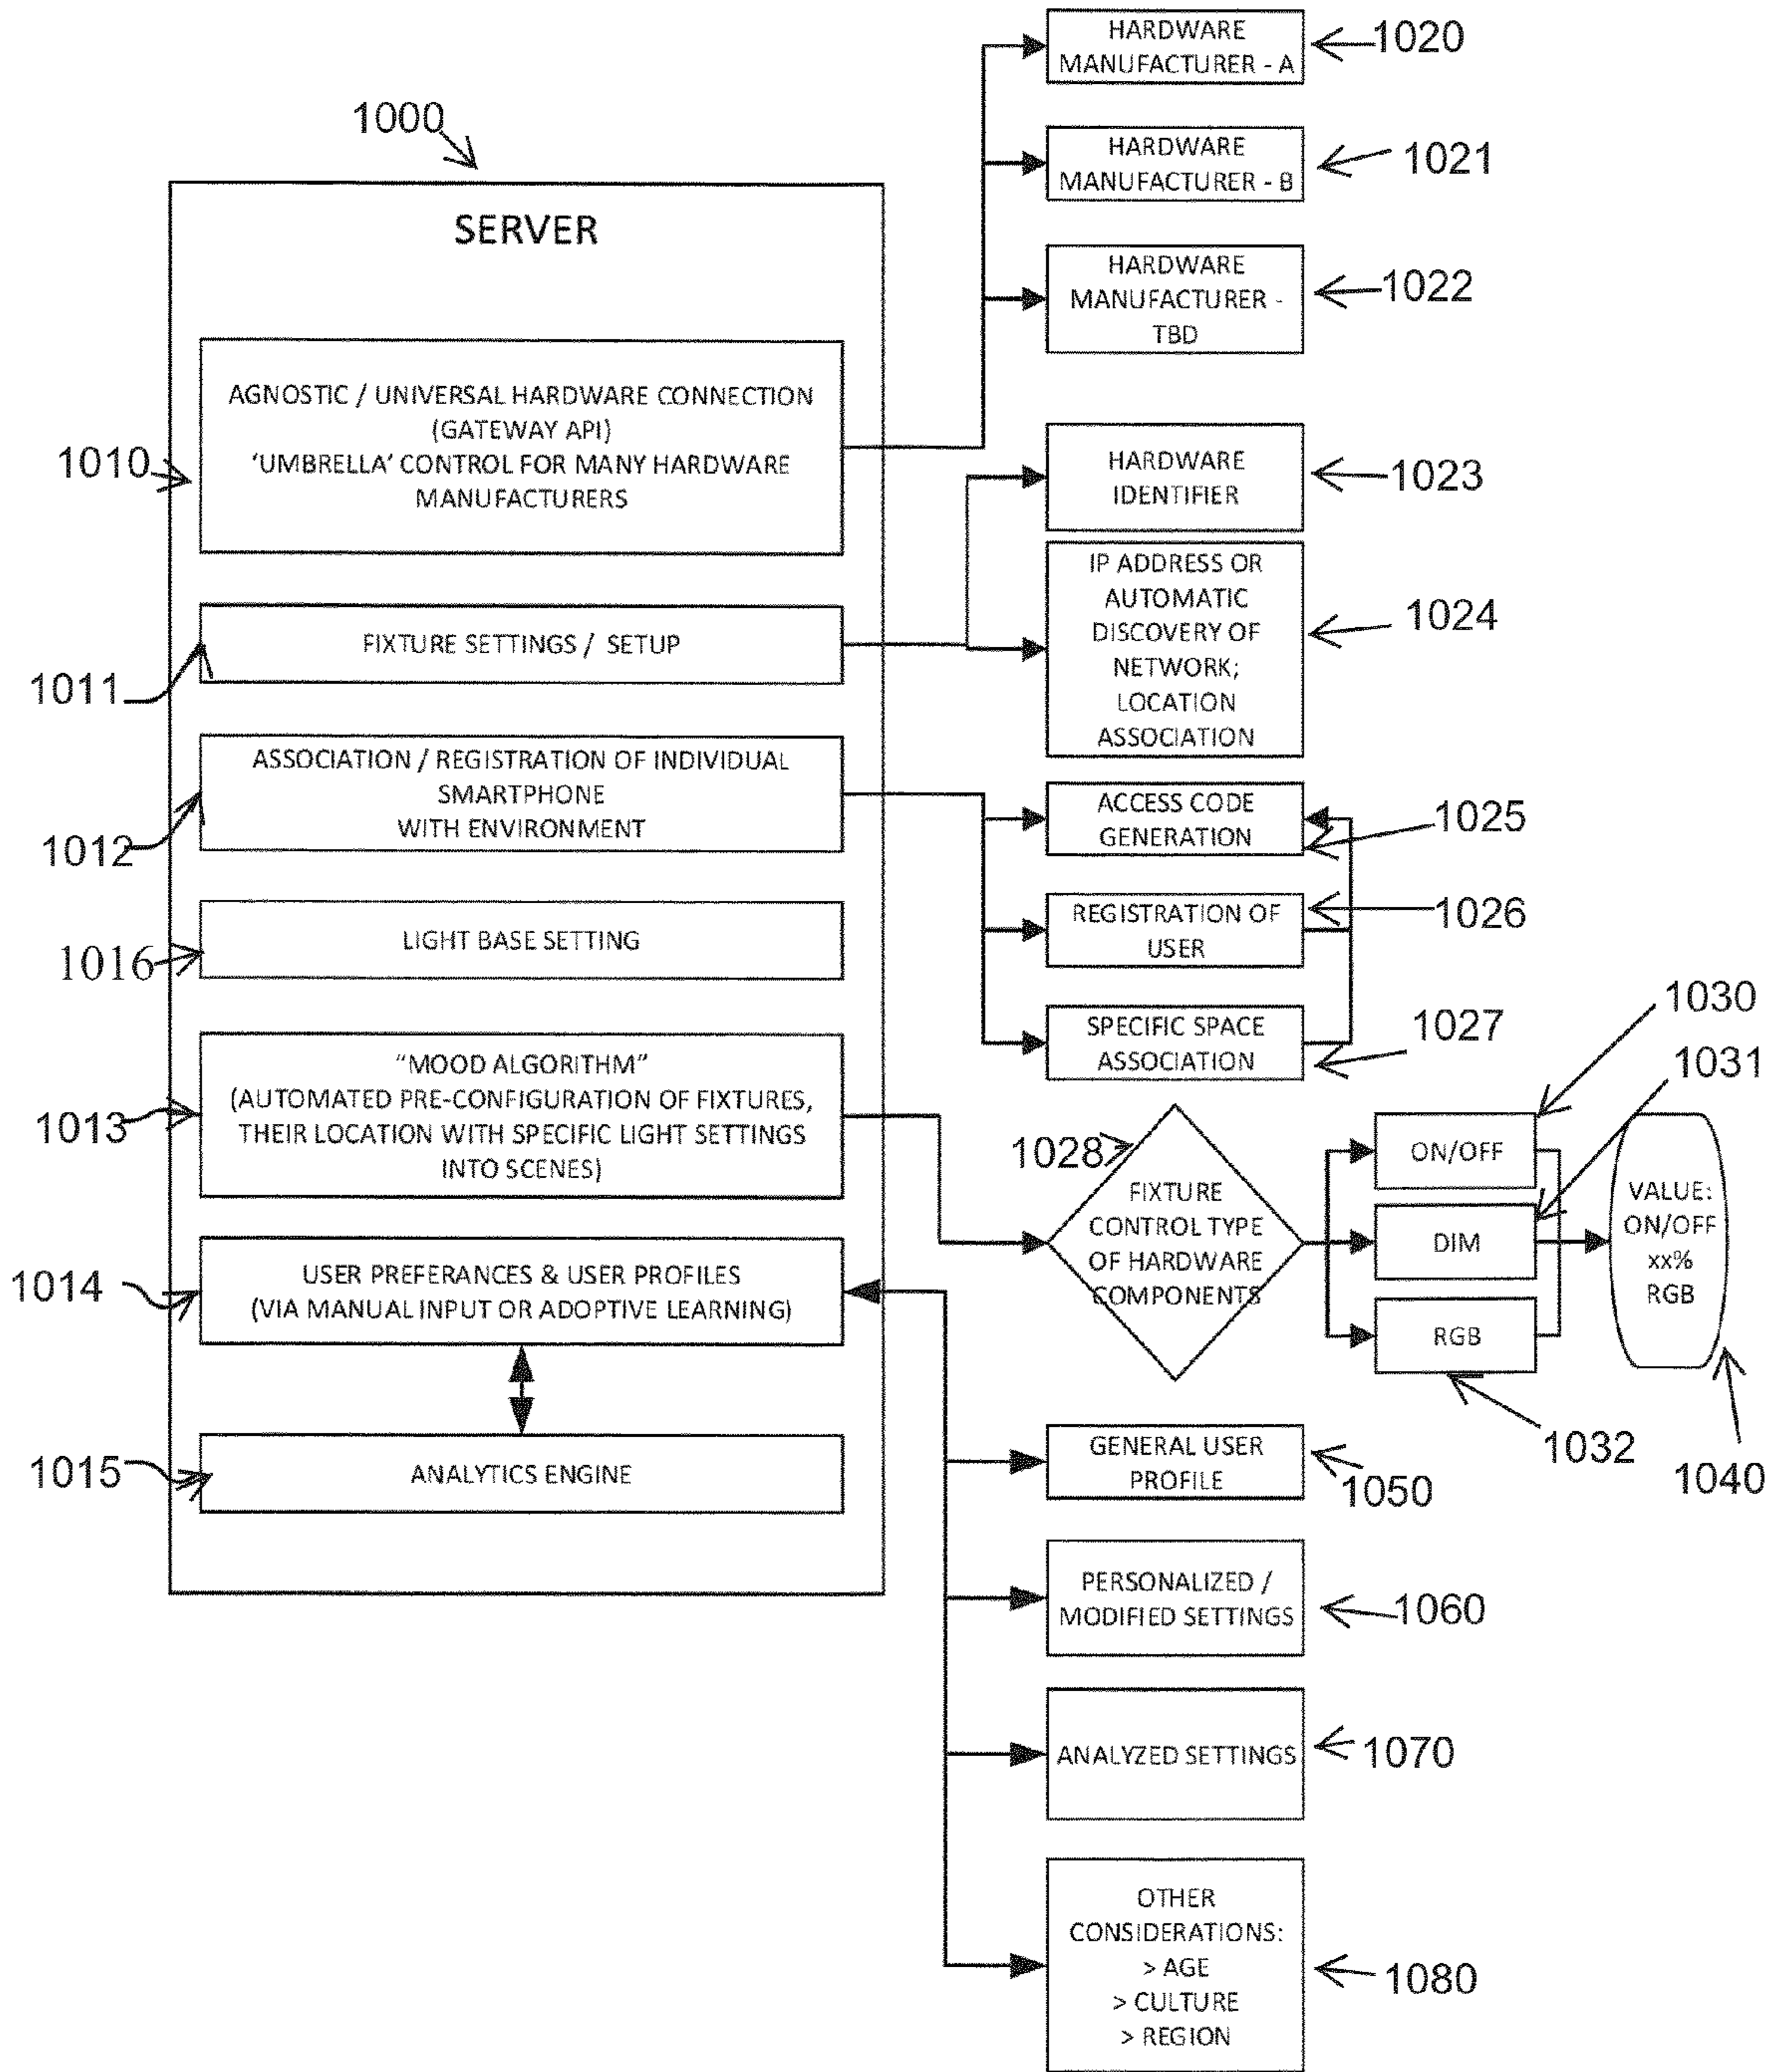 1000
SERVER
1010
AGNOSTIC / UNIVERSAL HARDWARE CONNECTION
(GATEWAY API)
'UMBRELLA' CONTROL FOR MANY HARDWARE
MANUFACTURERS
1011
FIXTURE SETTINGS / SETUP
1012
ASSOCIATION / REGISTRATION OF INDIVIDUAL
SMARTPHONE
WITH ENVIRONMENT
1016
LIGHT BASE SETTING
1013
"MOOD ALGORITHM"
(AUTOMATED PRE-CONFIGURATION OF FIXTURES,
THEIR LOCATION WITH SPECIFIC LIGHT SETTINGS
INTO SCENES)
1014
USER PREFERANCES & USER PROFILES
(VIA MANUAL INPUT OR ADOPTIVE LEARNING)
1015
ANALYTICS ENGINE
HARDWARE
MANUFACTURER - A
1020
HARDWARE
MANUFACTURER - B
1021
HARDWARE
MANUFACTURER -
TBD
1022
HARDWARE
IDENTIFIER
1023
IP ADDRESS OR
AUTOMATIC
DISCOVERY OF
NETWORK;
LOCATION
ASSOCIATION
1024
ACCESS CODE
GENERATION
1025
REGISTRATION OF
USER
1026
SPECIFIC SPACE
ASSOCIATION
1027
1028
FIXTURE
CONTROL TYPE
OF HARDWARE
COMPONENTS
1030
ON/OFF
1031
DIM
RGB
1032
VALUE:
ON/OFF
xx%
RGB
1040
GENERAL USER
PROFILE
1050
PERSONALIZED /
MODIFIED SETTINGS
1060
ANALYZED SETTINGS
1070
OTHER
CONSIDERATIONS:
> AGE
> CULTURE
> REGION
1080